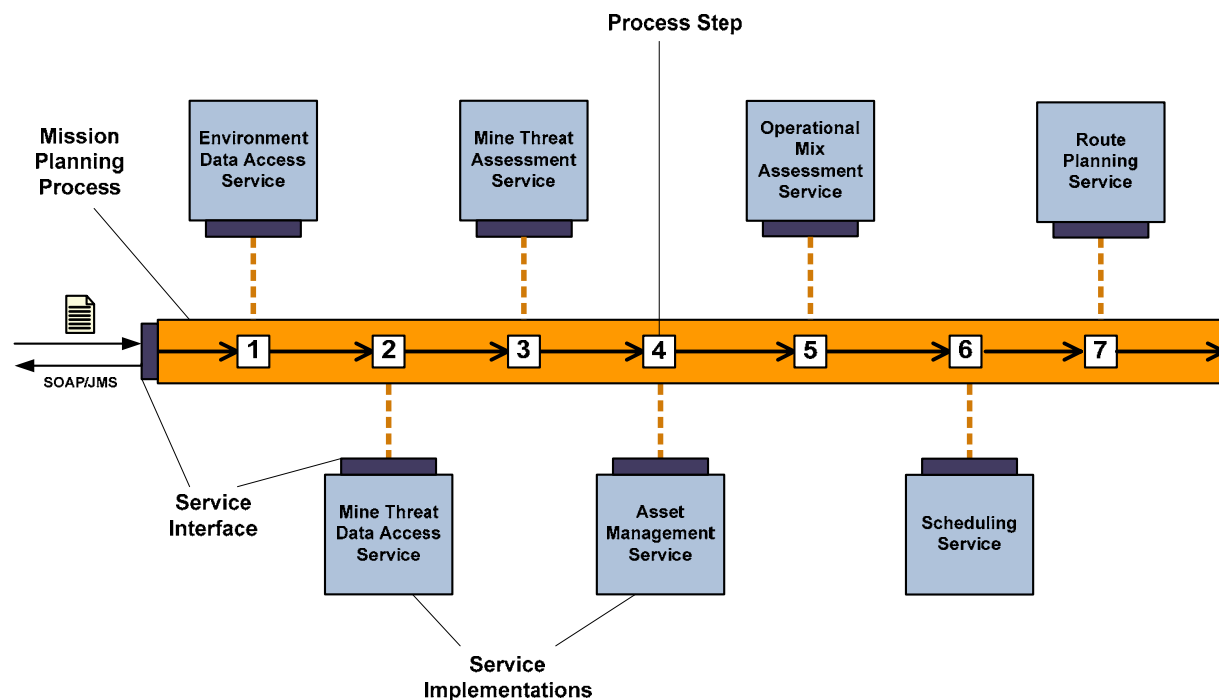 Process Step
Mission
Planning
Process
Environment
Data Access
Service
Mine Threat
Assessment
Service
Operational
Mix
Assessment
Service
Route
Planning
Service
1
2
3
4
5
6
7
SOAP/JMS
Service
Interface
Mine Threat
Data Access
Service
Asset
Management
Service
Scheduling
Service
Service
Implementations